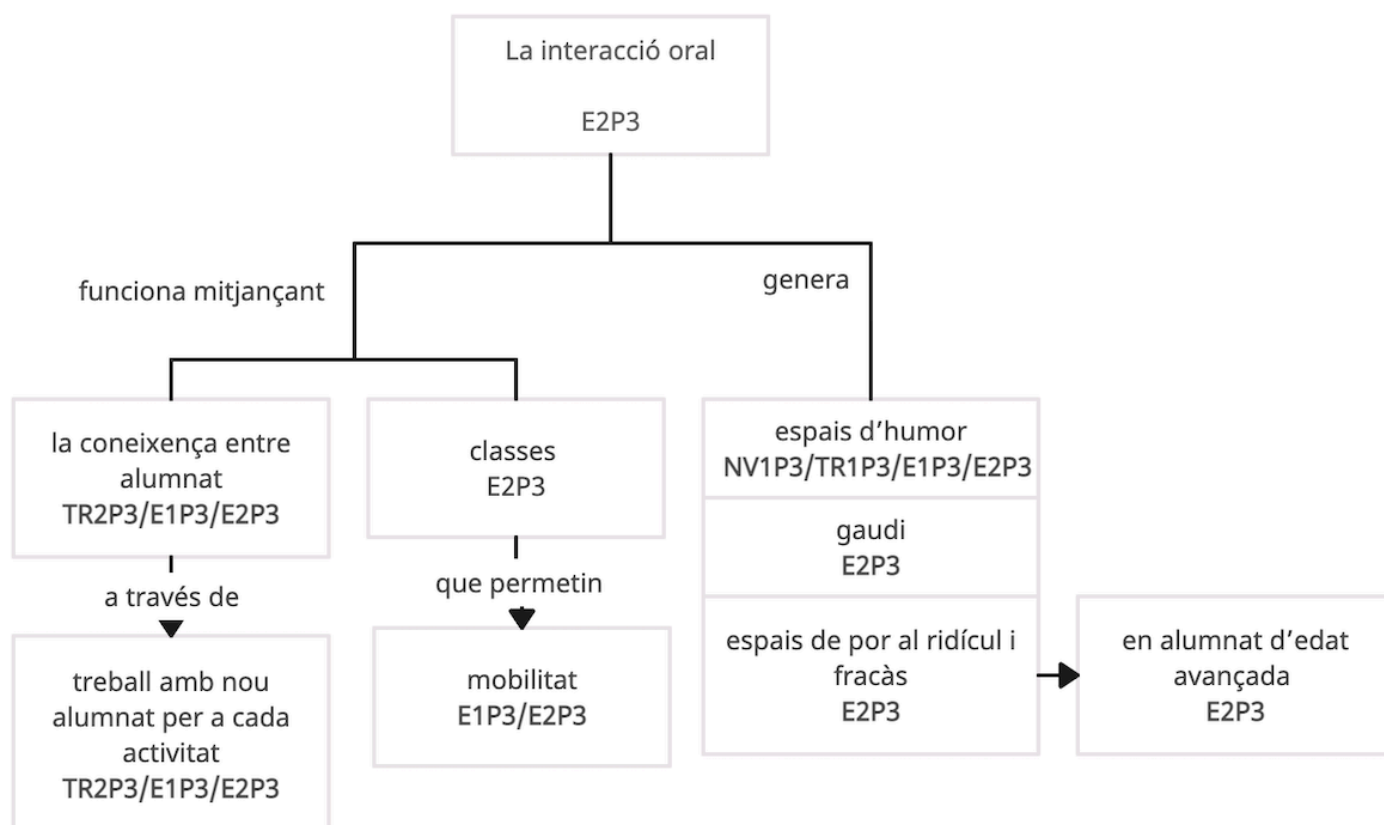 La interacció oral
E2P3
funciona mitjançant
genera
la coneixença entre
alumnat
TR2P3/E1P3/E2P3
classes
E2P3
espais d’humor
NV1P3/TR1P3/E1P3/E2P3
gaudi
E2P3
a través de
que permetin
treball amb nou
alumnat per a cada
activitat
TR2P3/E1P3/E2P3
mobilitat
E1P3/E2P3
espais de por al ridícul i
fracàs
E2P3
en alumnat d’edat
avançada
E2P3